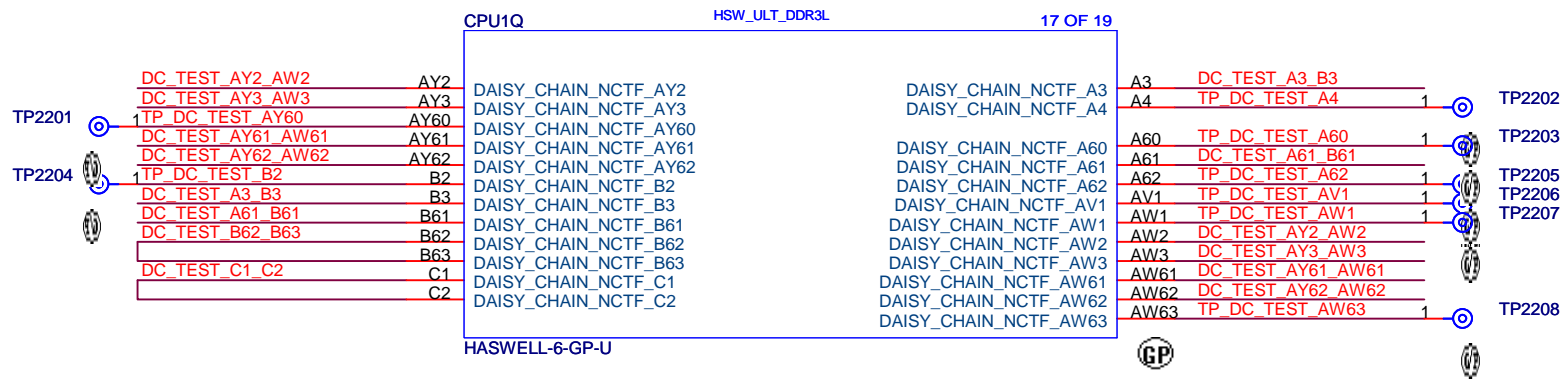 CPU1Q HSW_ULT_DDR3L 17 OF 19
DC_TEST_AY2_AW2 AY2 DAISY_CHAIN_NCTF_AY2
DC_TEST_AY3_AW3 AY3 DAISY_CHAIN_NCTF_AY3
TP2201 1 TP_DC_TEST_AY60 AY60 DAISY_CHAIN_NCTF_AY60
DC_TEST_AY61_AW61 AY61 DAISY_CHAIN_NCTF_AY61
DC_TEST_AY62_AW62 AY62 DAISY_CHAIN_NCTF_AY62
TP2204 1 TP_DC_TEST_B2 B2 DAISY_CHAIN_NCTF_B2
DC_TEST_A3_B3 B3 DAISY_CHAIN_NCTF_B3
DC_TEST_A61_B61 B61 DAISY_CHAIN_NCTF_B61
DC_TEST_B62_B63 B62 DAISY_CHAIN_NCTF_B62
B63 DAISY_CHAIN_NCTF_B63
DC_TEST_C1_C2 C1 DAISY_CHAIN_NCTF_C1
C2 DAISY_CHAIN_NCTF_C2
DAISY_CHAIN_NCTF_A3 A3 DC_TEST_A3_B3
DAISY_CHAIN_NCTF_A4 A4 TP_DC_TEST_A4 1 TP2202
DAISY_CHAIN_NCTF_A60 A60 TP_DC_TEST_A60 1 TP2203
DAISY_CHAIN_NCTF_A61 A61 DC_TEST_A61_B61
DAISY_CHAIN_NCTF_A62 A62 TP_DC_TEST_A62 1 TP2205
DAISY_CHAIN_NCTF_AV1 AV1 TP_DC_TEST_AV1 1 TP2206
DAISY_CHAIN_NCTF_AW1 AW1 TP_DC_TEST_AW1 1 TP2207
DAISY_CHAIN_NCTF_AW2 AW2 DC_TEST_AY2_AW2
DAISY_CHAIN_NCTF_AW3 AW3 DC_TEST_AY3_AW3
DAISY_CHAIN_NCTF_AW61 AW61 DC_TEST_AY61_AW61
DAISY_CHAIN_NCTF_AW62 AW62 DC_TEST_AY62_AW62
DAISY_CHAIN_NCTF_AW63 AW63 TP_DC_TEST_AW63 1 TP2208
HASWELL-6-GP-U
GP